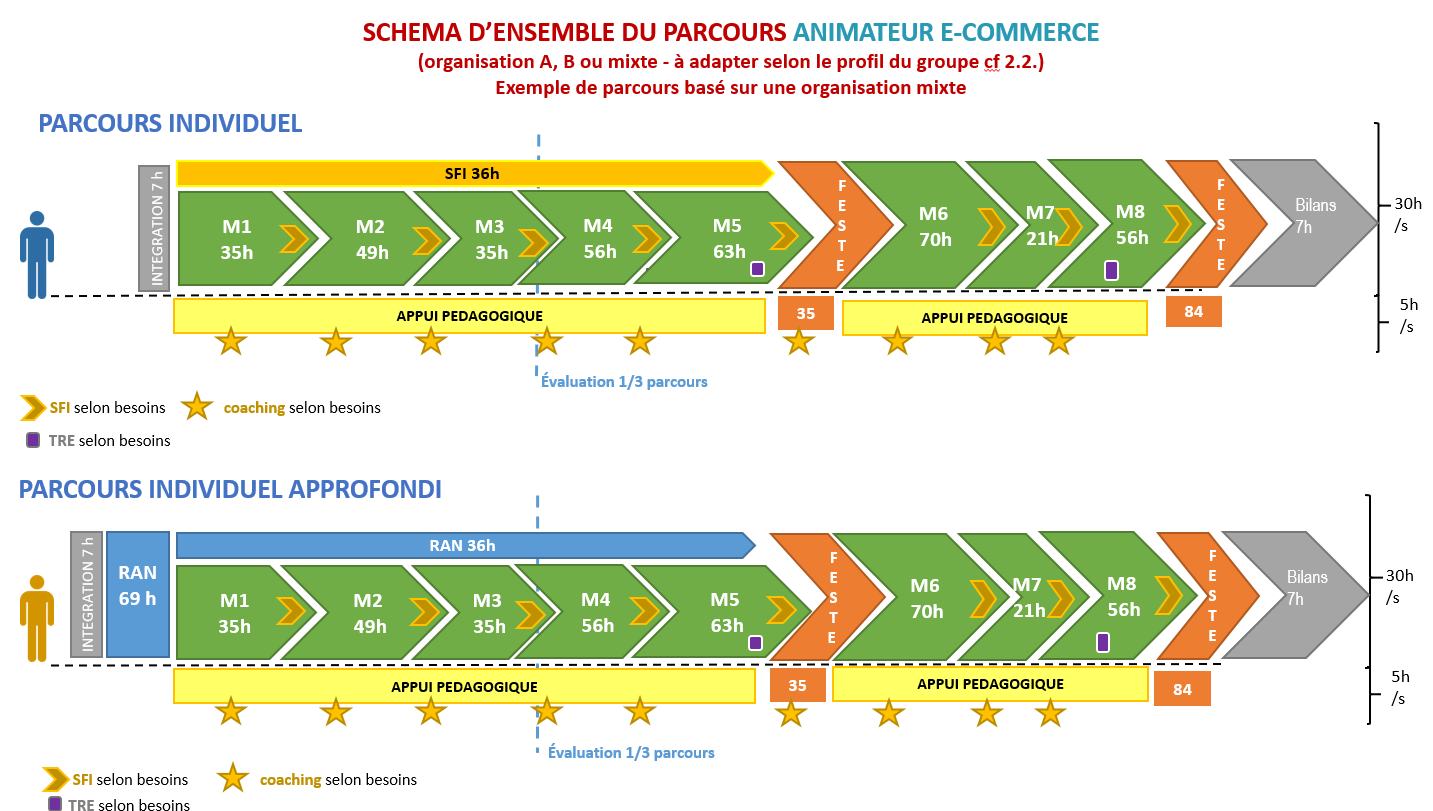 SCHEMA D’ENSEMBLE DU PARCOURS ANIMATEUR E-COMMERCE
(organisation A, B ou mixte - à adapter selon le profil du groupe cf 2.2.)
Exemple de parcours basé sur une organisation mixte
PARCOURS INDIVIDUEL
INTEGRATION 7 h
SFI 36h
M1
35h
M2
49h
M3
35h
M4
56h
M5
63h
FESTE
M6
70h
M7
21h
M8
56h
FESTE
Bilans
7h
30h
/s
APPUI PEDAGOGIQUE
35
APPUI PEDAGOGIQUE
84
5h
/s
Évaluation 1/3 parcours
SFI selon besoins
coaching selon besoins
TRE selon besoins
PARCOURS INDIVIDUEL APPROFONDI
INTEGRATION 7 h
RAN
69 h
RAN 36h
M1
35h
M2
49h
M3
35h
M4
56h
M5
63h
FESTE
M6
70h
M7
21h
M8
56h
FESTE
Bilans
7h
30h
/s
APPUI PEDAGOGIQUE
35
APPUI PEDAGOGIQUE
84
5h
/s
Évaluation 1/3 parcours
SFI selon besoins
coaching selon besoins
TRE selon besoins